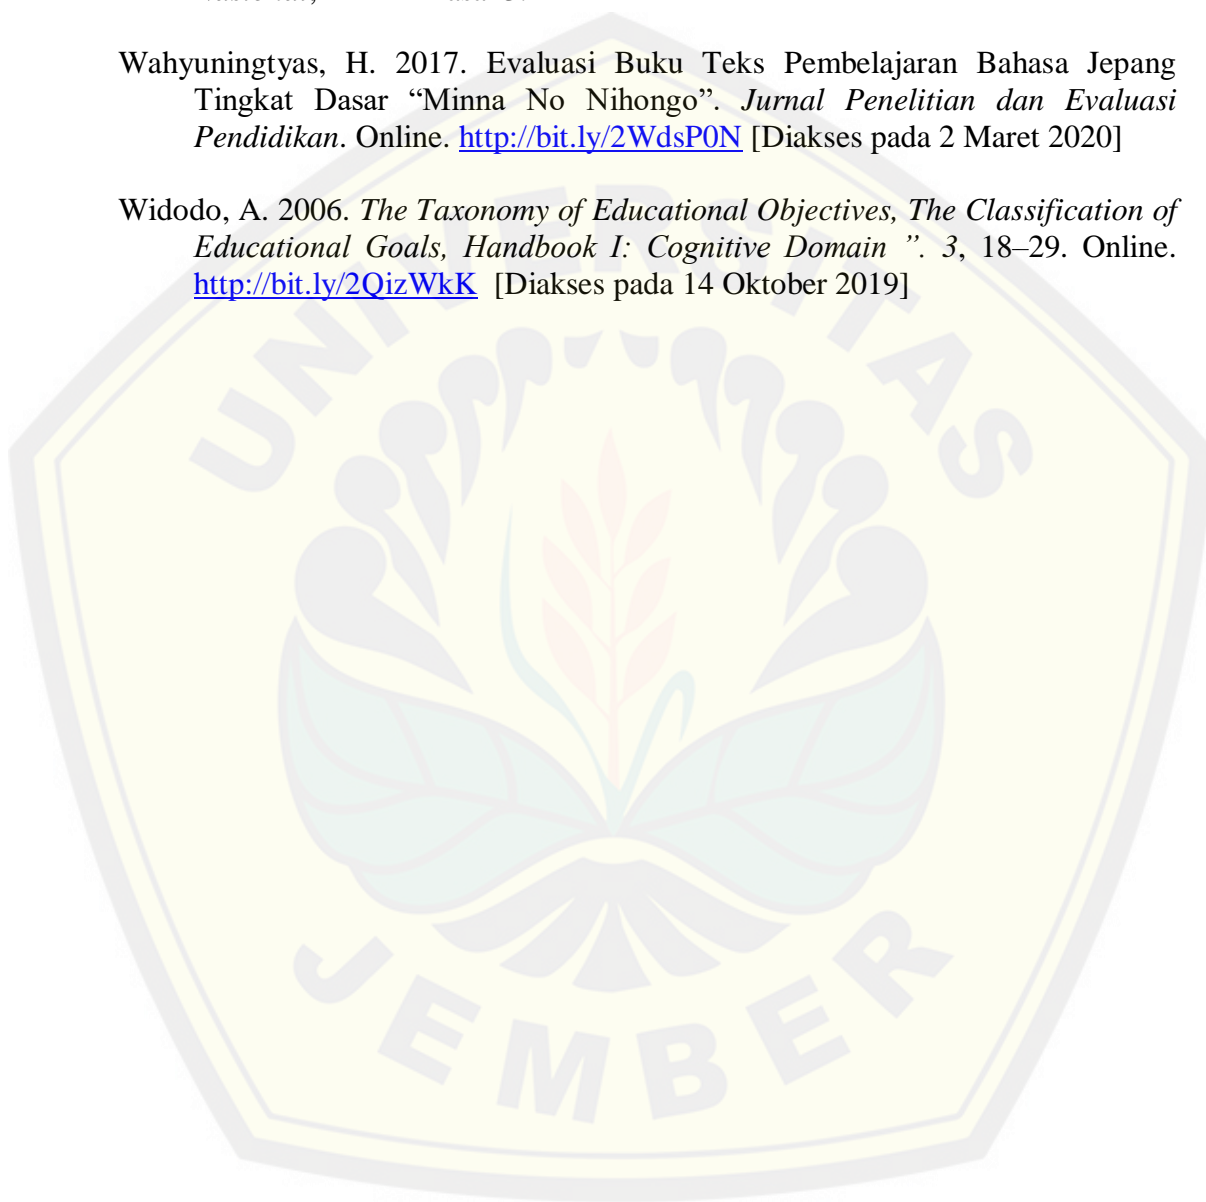 Wahyuningtyas, H. 2017. Evaluasi Buku Teks Pembelajaran Bahasa Jepang
Tingkat Dasar “Minna No Nihongo”. Jurnal Penelitian dan Evaluasi
Pendidikan. Online. http://bit.ly/2WdsP0N [Diakses pada 2 Maret 2020]
Widodo, A. 2006. The Taxonomy of Educational Objectives, The Classification of
Educational Goals, Handbook I: Cognitive Domain ”. 3, 18–29. Online.
http://bit.ly/2QizWkK [Diakses pada 14 Oktober 2019]
UNIVERSITAS
JEMBER